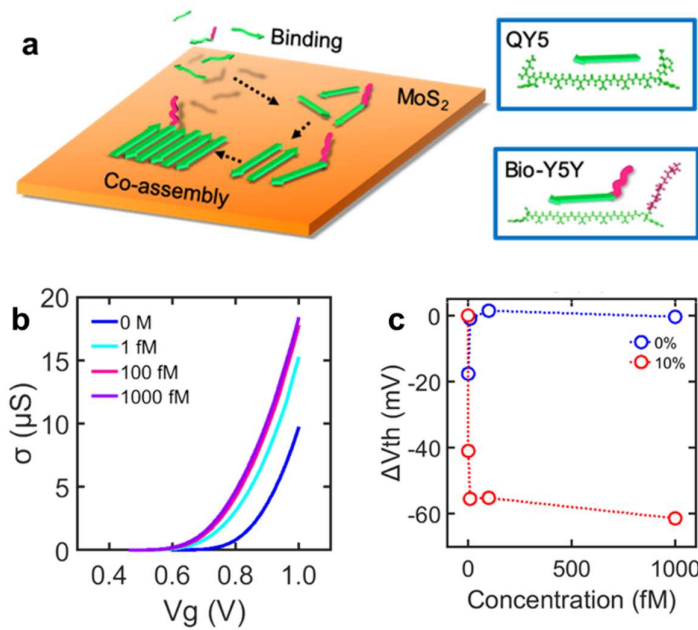 a
Binding
MoS2
Co-assembly
QY5
Bio-Y5Y
b
20
15
10
5
0
σ (μS)
0 M
1 fM
100 fM
1000 fM
0.4 0.6 0.8 1.0
Vg (V)
c
0
-20
-40
-60
ΔVth (mV)
0%
10%
0 500 1000
Concentration (fM)